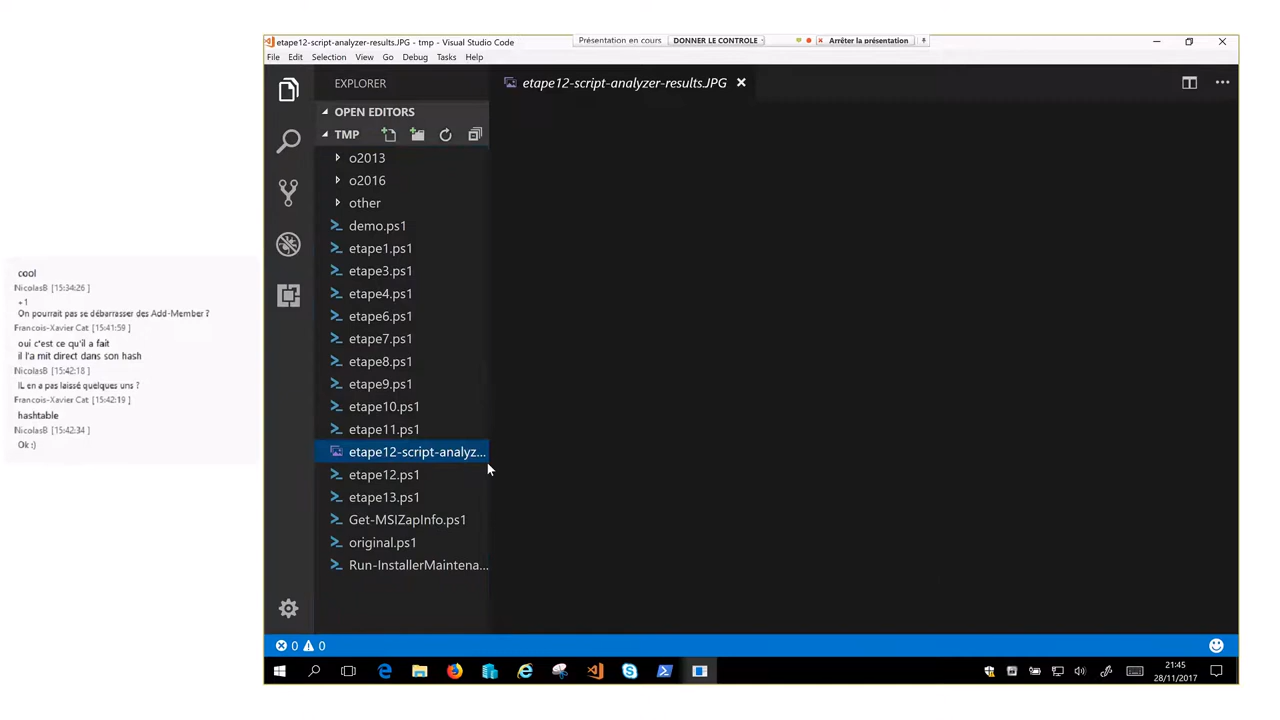 etape12-script-analyzer-results.JPG - tmp - Visual Studio Code
Présentation en cours
DONNER LE CONTROLE
Arrêter la présentation
File Edit Selection View Go Debug Tasks Help
EXPLORER
etape12-script-analyzer-results.JPG
OPEN EDITORS
TMP
o2013
o2016
other
demo.ps1
etape1.ps1
etape3.ps1
etape4.ps1
etape6.ps1
etape7.ps1
etape8.ps1
etape9.ps1
etape10.ps1
etape11.ps1
etape12-script-analyz...
etape12.ps1
etape13.ps1
Get-MSIZapInfo.ps1
original.ps1
Run-InstallerMaintena...
cool
NicolasB [15:34:26]
+1
On pourrait pas se débarrasser des Add-Member ?
Francois-Xavier Cat [15:41:59]
oui c'est ce qu'il a fait
il l'a mit direct dans son hash
NicolasB [15:42:18]
IL en a pas laissé quelques uns ?
Francois-Xavier Cat [15:42:19]
hashtable
NicolasB [15:42:34]
Ok :)
0 0
21:45
28/11/2017